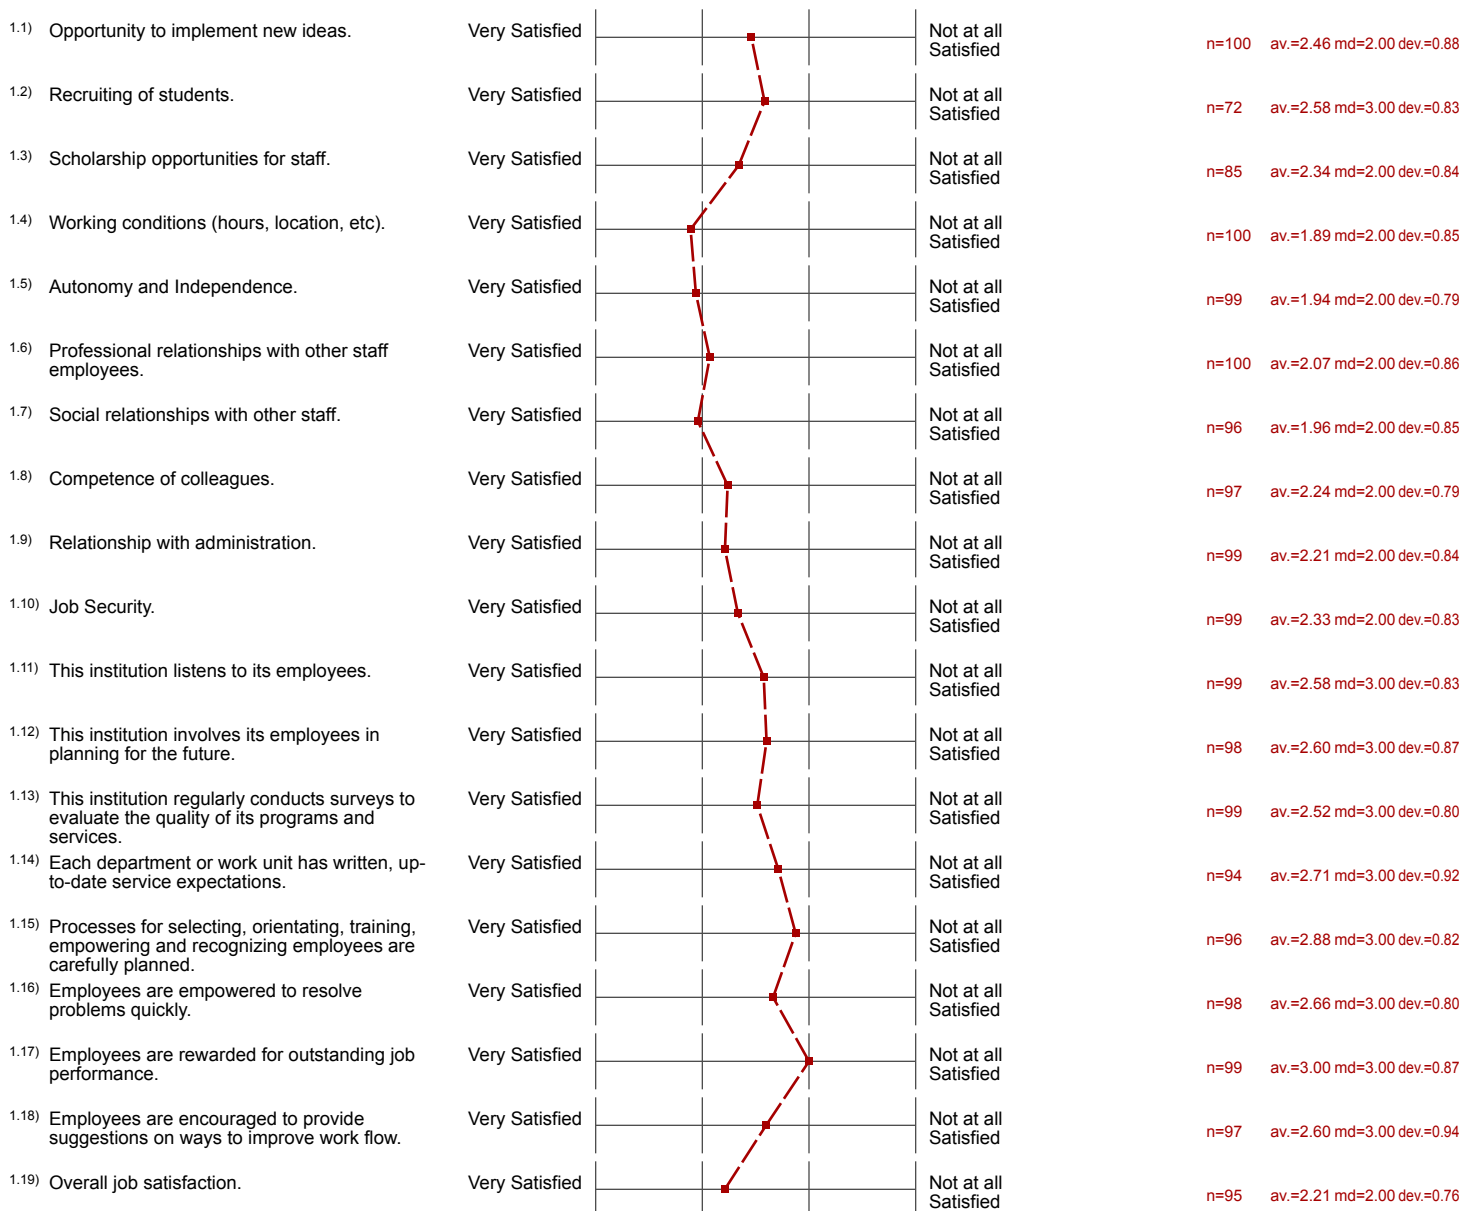 1.1) Opportunity to implement new ideas. Very Satisfied Not at all
Satisfied
n=100 av.=2.46 md=2.00 dev.=0.88
1.2) Recruiting of students. Very Satisfied Not at all
Satisfied
n=72 av.=2.58 md=3.00 dev.=0.83
1.3) Scholarship opportunities for staff. Very Satisfied Not at all
Satisfied
n=85 av.=2.34 md=2.00 dev.=0.84
1.4) Working conditions (hours, location, etc). Very Satisfied Not at all
Satisfied
n=100 av.=1.89 md=2.00 dev.=0.85
1.5) Autonomy and Independence. Very Satisfied Not at all
Satisfied
n=99 av.=1.94 md=2.00 dev.=0.79
1.6) Professional relationships with other staff Very Satisfied Not at all
employees. Satisfied
n=100 av.=2.07 md=2.00 dev.=0.86
1.7) Social relationships with other staff. Very Satisfied Not at all
Satisfied
n=96 av.=1.96 md=2.00 dev.=0.85
1.8) Competence of colleagues. Very Satisfied Not at all
Satisfied
n=97 av.=2.24 md=2.00 dev.=0.79
1.9) Relationship with administration. Very Satisfied Not at all
Satisfied
n=99 av.=2.21 md=2.00 dev.=0.84
1.10) Job Security. Very Satisfied Not at all
Satisfied
n=99 av.=2.33 md=2.00 dev.=0.83
1.11) This institution listens to its employees. Very Satisfied Not at all
Satisfied
n=99 av.=2.58 md=3.00 dev.=0.83
1.12) This institution involves its employees in Very Satisfied Not at all
planning for the future. Satisfied
n=98 av.=2.60 md=3.00 dev.=0.87
1.13) This institution regularly conducts surveys to Very Satisfied Not at all
evaluate the quality of its programs and Satisfied
services.
n=99 av.=2.52 md=3.00 dev.=0.80
1.14) Each department or work unit has written, up- Very Satisfied Not at all
to-date service expectations. Satisfied
n=94 av.=2.71 md=3.00 dev.=0.92
1.15) Processes for selecting, orientating, training, Very Satisfied Not at all
empowering and recognizing employees are Satisfied
carefully planned.
n=96 av.=2.88 md=3.00 dev.=0.82
1.16) Employees are empowered to resolve Very Satisfied Not at all
problems quickly. Satisfied
n=98 av.=2.66 md=3.00 dev.=0.80
1.17) Employees are rewarded for outstanding job Very Satisfied Not at all
performance. Satisfied
n=99 av.=3.00 md=3.00 dev.=0.87
1.18) Employees are encouraged to provide Very Satisfied Not at all
suggestions on ways to improve work flow. Satisfied
n=97 av.=2.60 md=3.00 dev.=0.94
1.19) Overall job satisfaction. Very Satisfied Not at all
Satisfied
n=95 av.=2.21 md=2.00 dev.=0.76